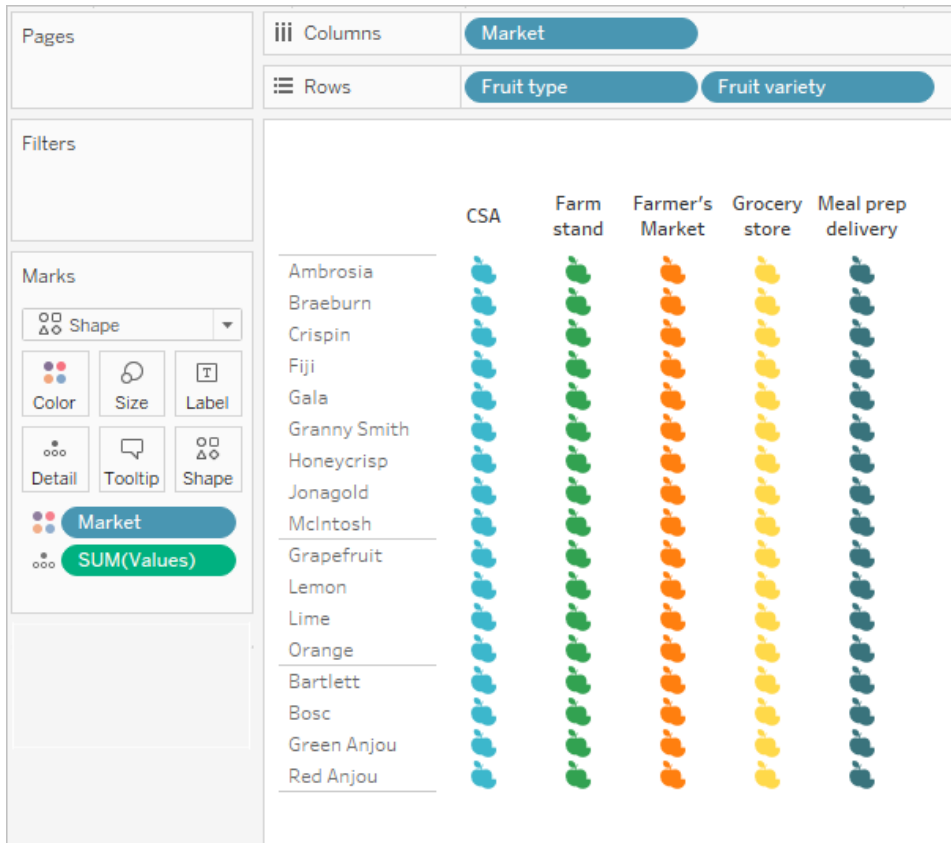 Pages
Columns
Market
Rows
Fruit type
Fruit variety
Filters
Marks
Shape
Color
Size
Label
Detail
Tooltip
Shape
Market
SUM(Values)
CSA
Farm
stand
Farmer's
Market
Grocery
store
Meal prep
delivery
Ambrosia
Braeburn
Crispin
Fiji
Gala
Granny Smith
Honeycrisp
Jonagold
McIntosh
Grapefruit
Lemon
Lime
Orange
Bartlett
Bosc
Green Anjou
Red Anjou